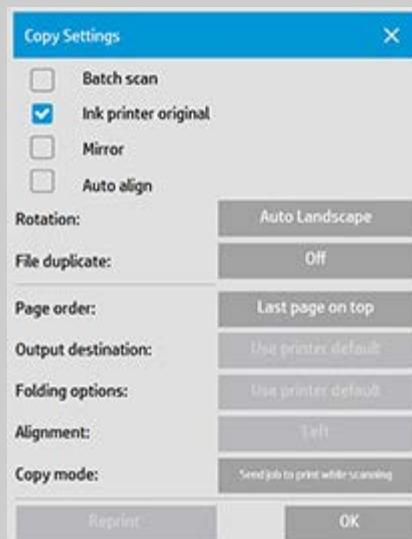 Copy Settings
Batch scan
Ink printer original
Mirror
Auto align
Rotation: Auto Landscape
File duplicate: Off
Page order: Last page on top
Output destination: Use printer default
Folding options: Use printer default
Alignment: Left
Copy mode: Send job to print while scanning
Reprint OK